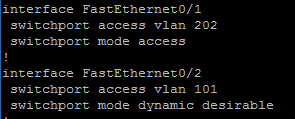 interface FastEthernet0/1
 switchport access vlan 202
 switchport mode access
!
interface FastEthernet0/2
 switchport access vlan 101
 switchport mode dynamic desirable
!